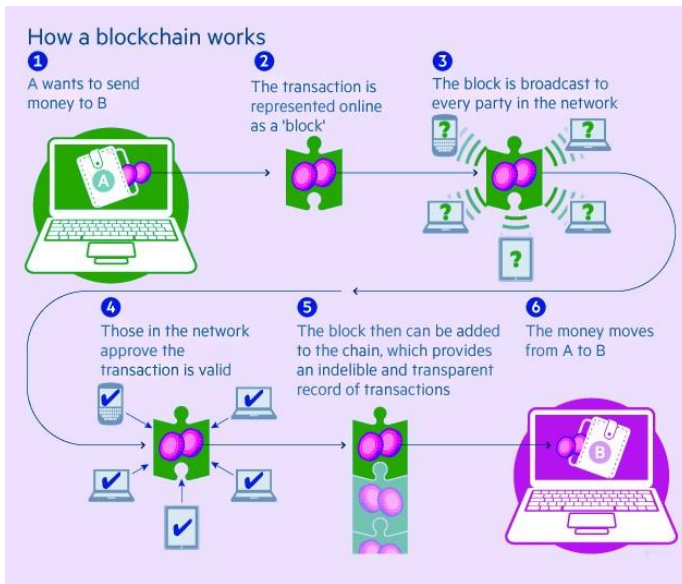 How a blockchain works
1
A wants to send
money to B
2
The transaction is
represented online
as a 'block'
3
The block is broadcast to
every party in the network
A
?
?
?
?
?
4
Those in the network
approve the
transaction is valid
5
The block then can be added
to the chain, which provides
an indelible and transparent
record of transactions
6
The money moves
from A to B
B